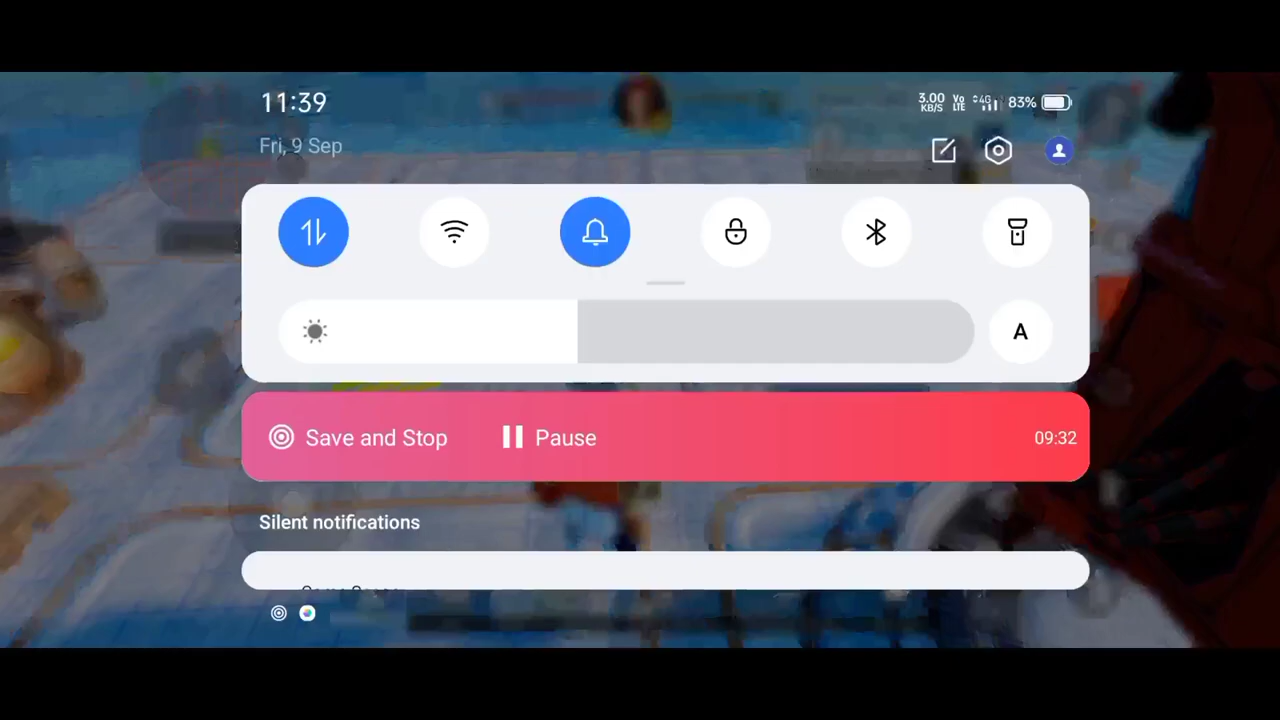 11:39
3.00 KB/S Vo LTE 4G 83%
Fri, 9 Sep
A
Save and Stop
Pause
09:32
Silent notifications